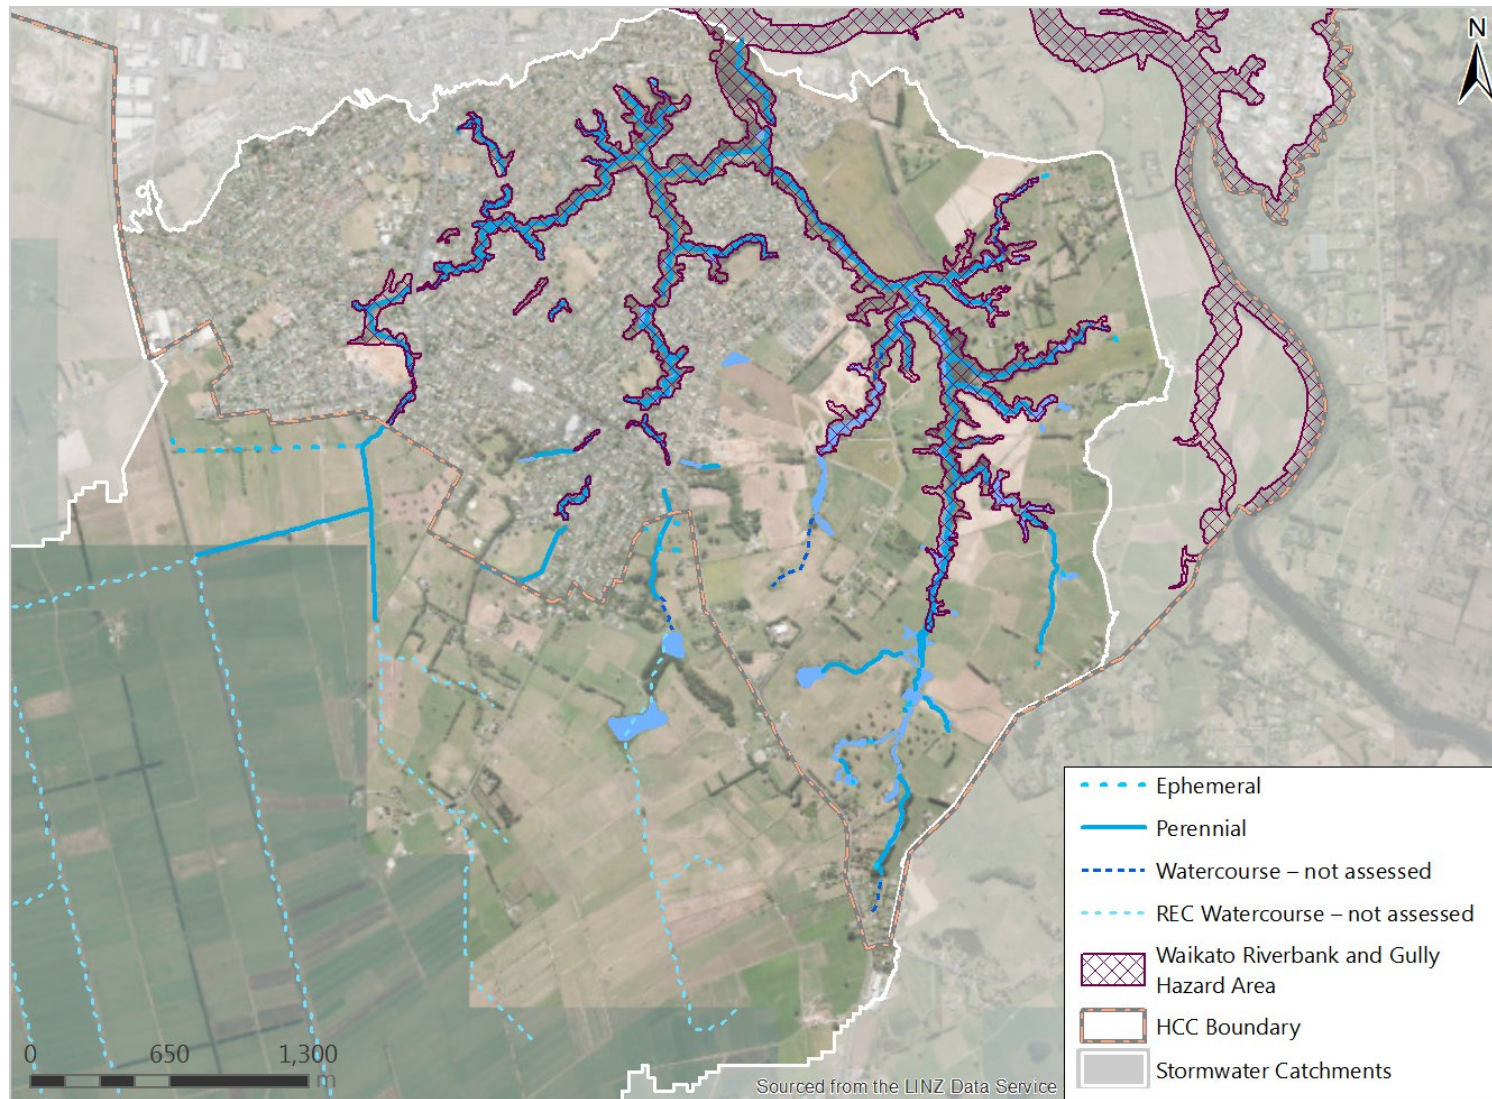 N
Ephemeral
Perennial
Watercourse – not assessed
REC Watercourse – not assessed
Waikato Riverbank and Gully
Hazard Area
HCC Boundary
Stormwater Catchments
0 650 1,300
m
Sourced from the LINZ Data Service